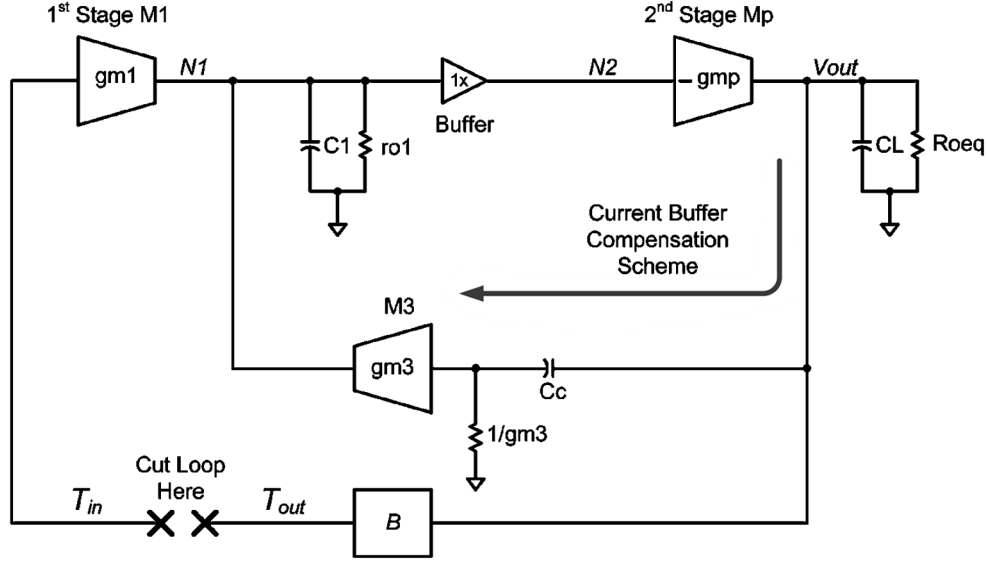 1st Stage M1
2nd Stage Mp
gm1
N1
1x
Buffer
N2
– gmp
Vout
C1
ro1
CL
Roeq
Current Buffer
Compensation
Scheme
M3
gm3
Cc
1/gm3
Cut Loop
Here
Tin
Tout
B